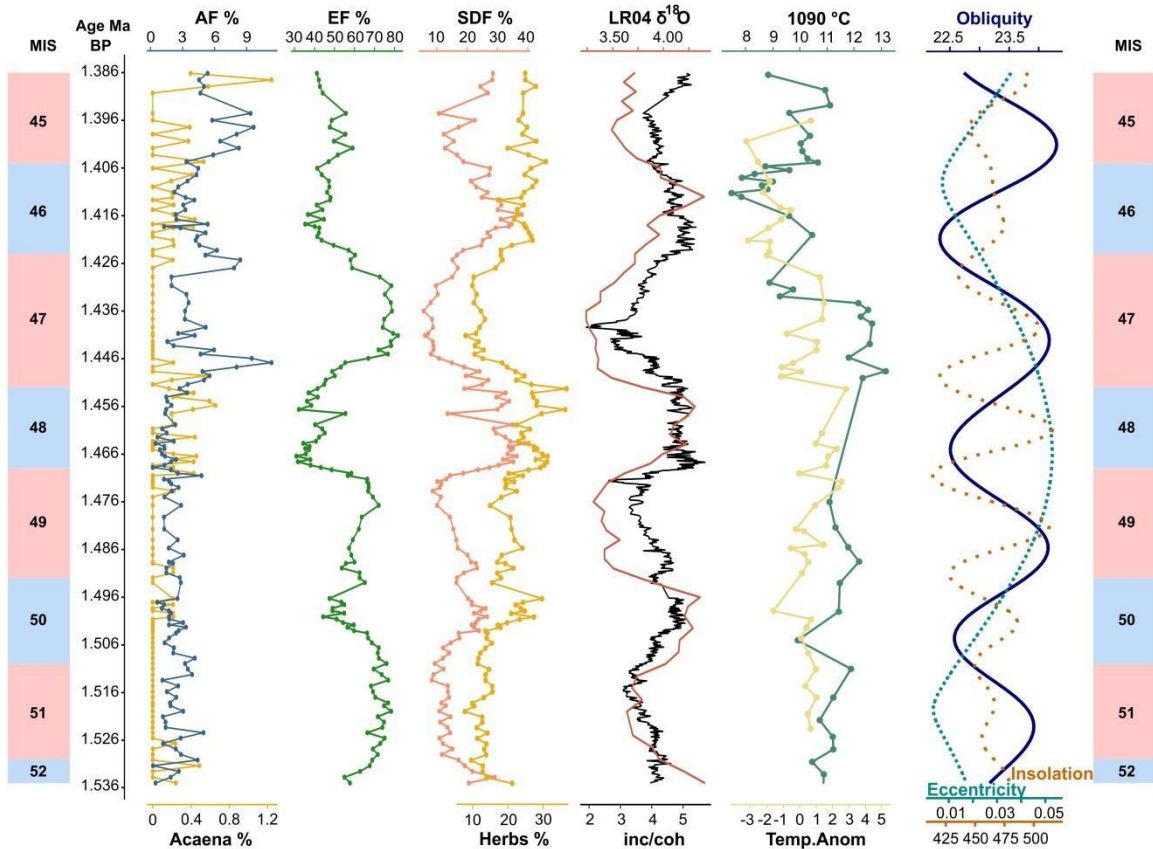 AF % EF % SDF % LR04 δ18O 1090 °C Obliquity
MIS Age Ma BP MIS
0 3 6 9 12 30 40 50 60 70 80 10 20 30 40 3.50 4.00 8 9 10 11 12 13 22.5 23.5
1.386
45 1.396 45
1.406
46 1.416 46
1.426
47 1.436 47
1.446
48 1.456 48
1.466
49 1.476 49
1.486
50 1.496 50
1.506
51 1.516 51
1.526
52 1.536 52
Insolation
Eccentricity
0 0.4 0.8 1.2 10 20 30 2 3 4 5 -3 -2 -1 0 1 2 3 4 5 0.01 0.03 0.05
425 450 475 500
Acaena % Herbs % inc/coh Temp.Anom